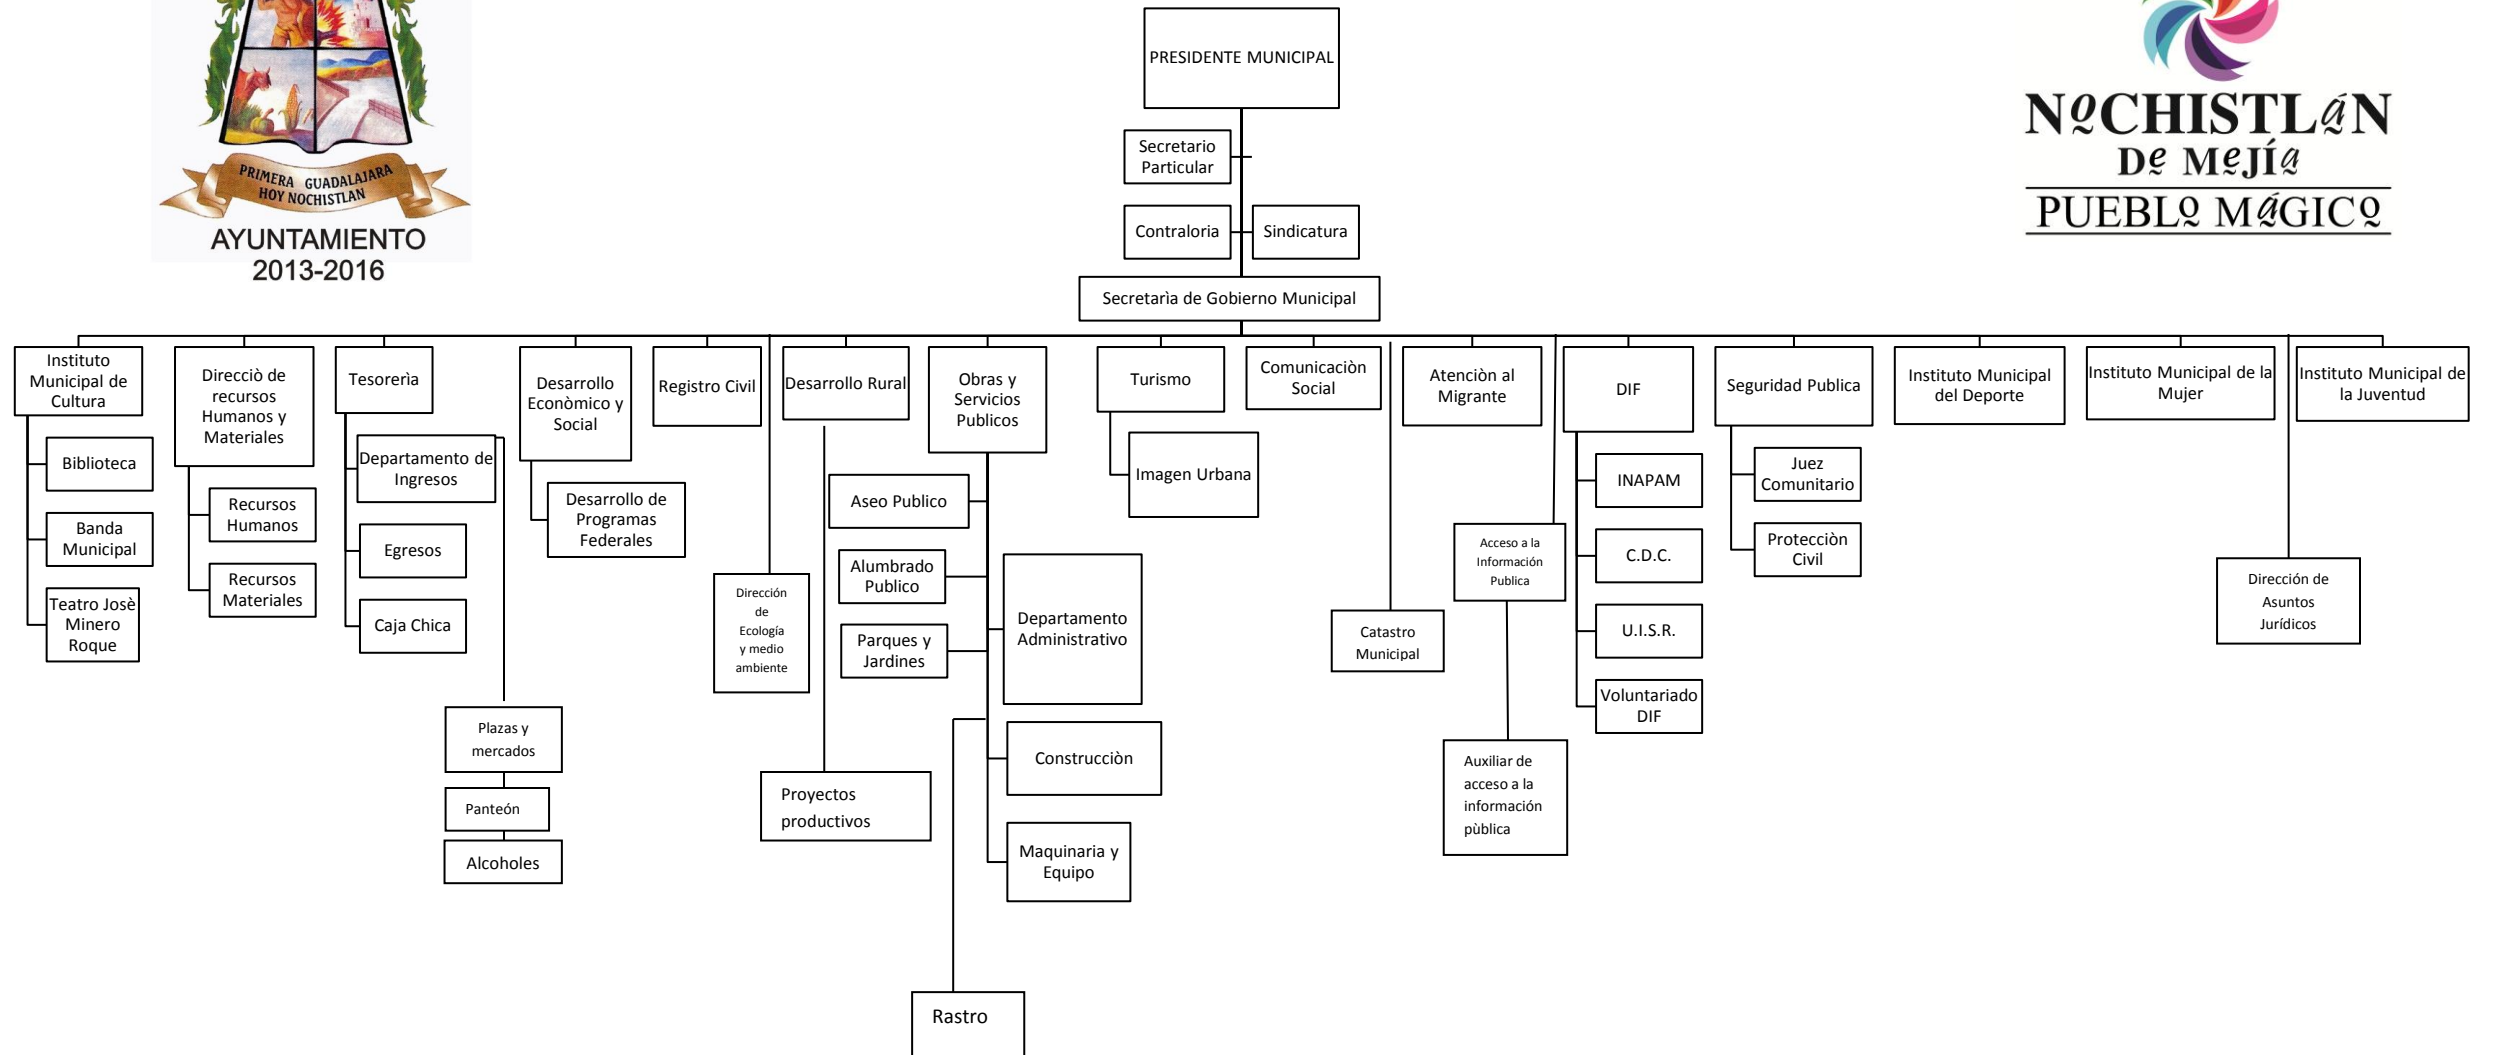 PRIMERA GUADALAJARA
HOY NOCHISTLAN
AYUNTAMIENTO
2013-2016
NOCHISTLáN
De MeJía
PUEBLO MáGICO
PRESIDENTE MUNICIPAL
Secretario
Particular
Contraloria
Sindicatura
Secretarìa de Gobierno Municipal
Instituto
Municipal de
Cultura
Biblioteca
Banda
Municipal
Teatro Josè
Minero
Roque
Direcciò de
recursos
Humanos y
Materiales
Recursos
Humanos
Recursos
Materiales
Tesorerìa
Departamento de
Ingresos
Egresos
Caja Chica
Plazas y
mercados
Panteón
Alcoholes
Desarrollo
Econòmico y
Social
Desarrollo de
Programas
Federales
Registro Civil
Dirección
de
Ecología
y medio
ambiente
Desarrollo Rural
Proyectos
productivos
Obras y
Servicios
Publicos
Aseo Publico
Alumbrado
Publico
Parques y
Jardines
Departamento
Administrativo
Construcciòn
Maquinaria y
Equipo
Rastro
Turismo
Imagen Urbana
Comunicaciòn
Social
Catastro
Municipal
Atenciòn al
Migrante
Acceso a la
Información
Publica
Auxiliar de
acceso a la
información
pùblica
DIF
INAPAM
C.D.C.
U.I.S.R.
Voluntariado
DIF
Seguridad Publica
Juez
Comunitario
Protecciòn
Civil
Instituto Municipal
del Deporte
Instituto Municipal de la
Mujer
Dirección de
Asuntos
Jurídicos
Instituto Municipal de
la Juventud